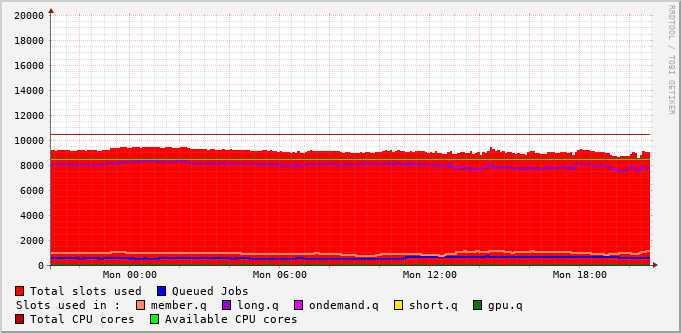 20000
18000
16000
14000
12000
10000
8000
6000
4000
2000
0
Mon 00:00 Mon 06:00 Mon 12:00 Mon 18:00
RRDTOOL / TOBI OETIKER
Total slots used Queued Jobs
Slots used in : member.q long.q ondemand.q short.q gpu.q
Total CPU cores Available CPU cores